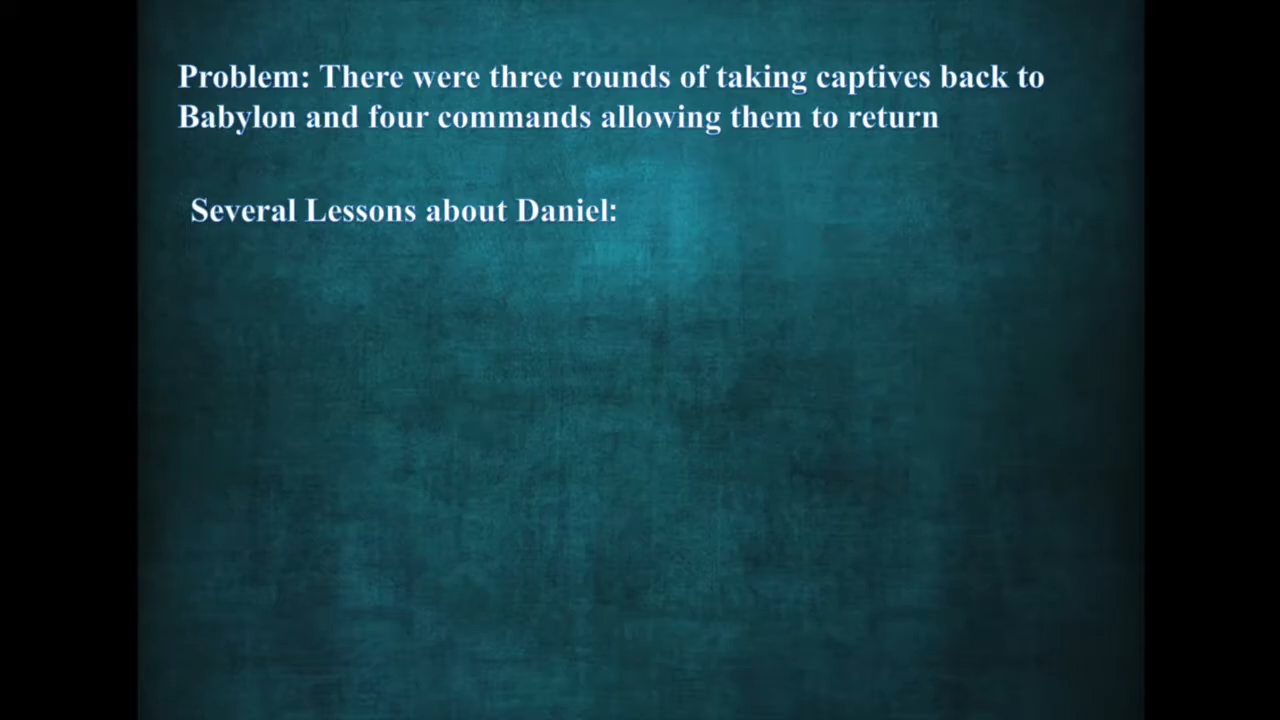 Problem: There were three rounds of taking captives back to
Babylon and four commands allowing them to return
Several Lessons about Daniel: